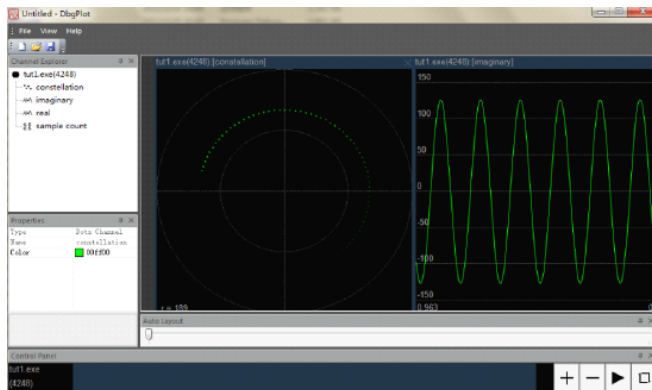 Untitled - DbgPlot
File View Help
Channel Explorer
tut1.exe(4248)
constellation
imaginary
real
sample count
Properties
Type Dots Channel
Name constellation
Color 00ff00
tut1.exe(4248) [constellation]
r = 189
tut1.exe(4248) [imaginary]
150
100
50
0
-50
-100
-150
0.963
Auto Layout
Control Panel
tut1.exe
(4248)